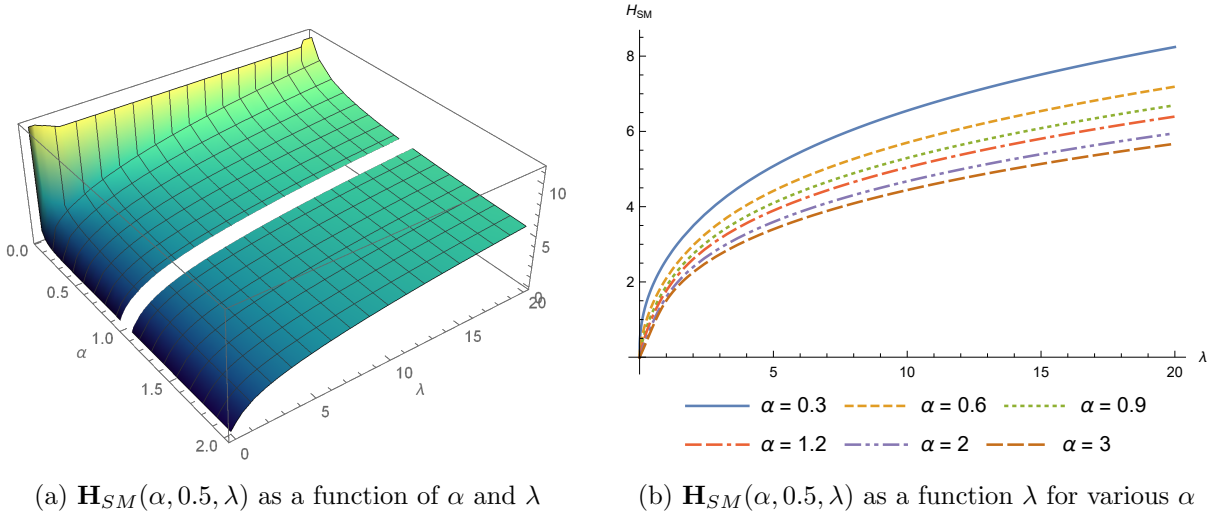 0.0
0.5
1.0
1.5
2.0
α
0
5
10
15
20
λ
0
5
10
H_SM
8
6
4
2
5
10
15
20
λ
α = 0.3 α = 0.6 α = 0.9
α = 1.2 α = 2 α = 3
(a) H_SM(α, 0.5, λ) as a function of α and λ
(b) H_SM(α, 0.5, λ) as a function λ for various α